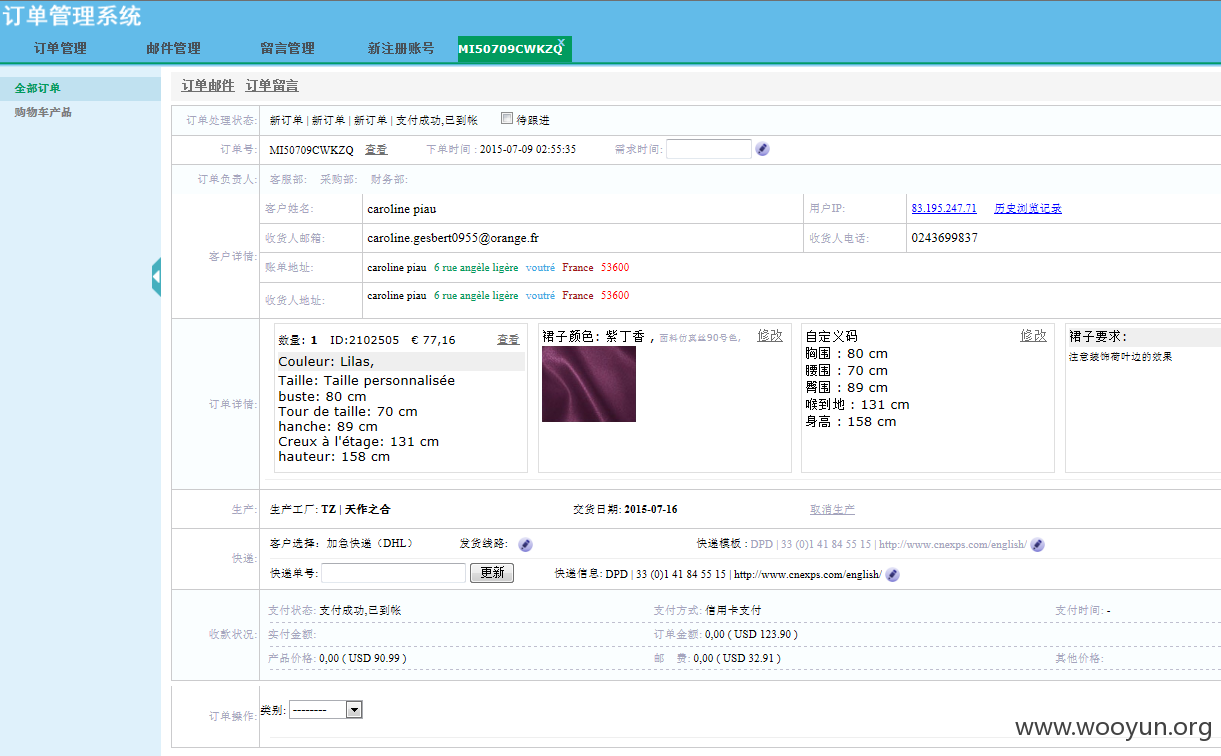 订单管理系统
订单管理 邮件管理 留言管理 新注册账号 MI50709CWKZQ x
全部订单
购物车产品
订单邮件 订单留言
订单处理状态: 新订单 | 新订单 | 新订单 | 支付成功,已到帐 待跟进
订单号: MI50709CWKZQ 查看 下单时间 : 2015-07-09 02:55:35 需求时间:
订单负责人: 客服部: 采购部: 财务部:
客户详情:
客户姓名: caroline piau 用户IP: 83.195.247.71 历史浏览记录
收货人邮箱: caroline.gesbert0955@orange.fr 收货人电话: 0243699837
账单地址: caroline piau 6 rue angèle ligère voutré France 53600
收货人地址: caroline piau 6 rue angèle ligère voutré France 53600
订单详情:
数量: 1 ID:2102505 € 77,16 查看
Couleur: Lilas,
Taille: Taille personnalisée
buste: 80 cm
Tour de taille: 70 cm
hanche: 89 cm
Creux à l'étage: 131 cm
hauteur: 158 cm
裙子颜色: 紫丁香 , 面料仿真丝90号色, 修改
自定义码 修改
胸围 : 80 cm
腰围 : 70 cm
臀围 : 89 cm
喉到地 : 131 cm
身高 : 158 cm
裙子要求:
注意装饰荷叶边的效果
生产: 生产工厂: TZ | 天作之合 交货日期: 2015-07-16 取消生产
快递:
客户选择: 加急快递（DHL） 发货线路: 快递模板 : DPD | 33 (0)1 41 84 55 15 | http://www.cnexps.com/english/
快递单号: 更新 快递信息: DPD | 33 (0)1 41 84 55 15 | http://www.cnexps.com/english/
收款状况:
支付状态: 支付成功,已到帐 支付方式: 信用卡支付 支付时间: -
实付金额: 订单金额: 0,00 ( USD 123.90 )
产品价格: 0,00 ( USD 90.99 ) 邮 费: 0,00 ( USD 32.91 ) 其他价格:
订单操作: 类别: --------
www.wooyun.org